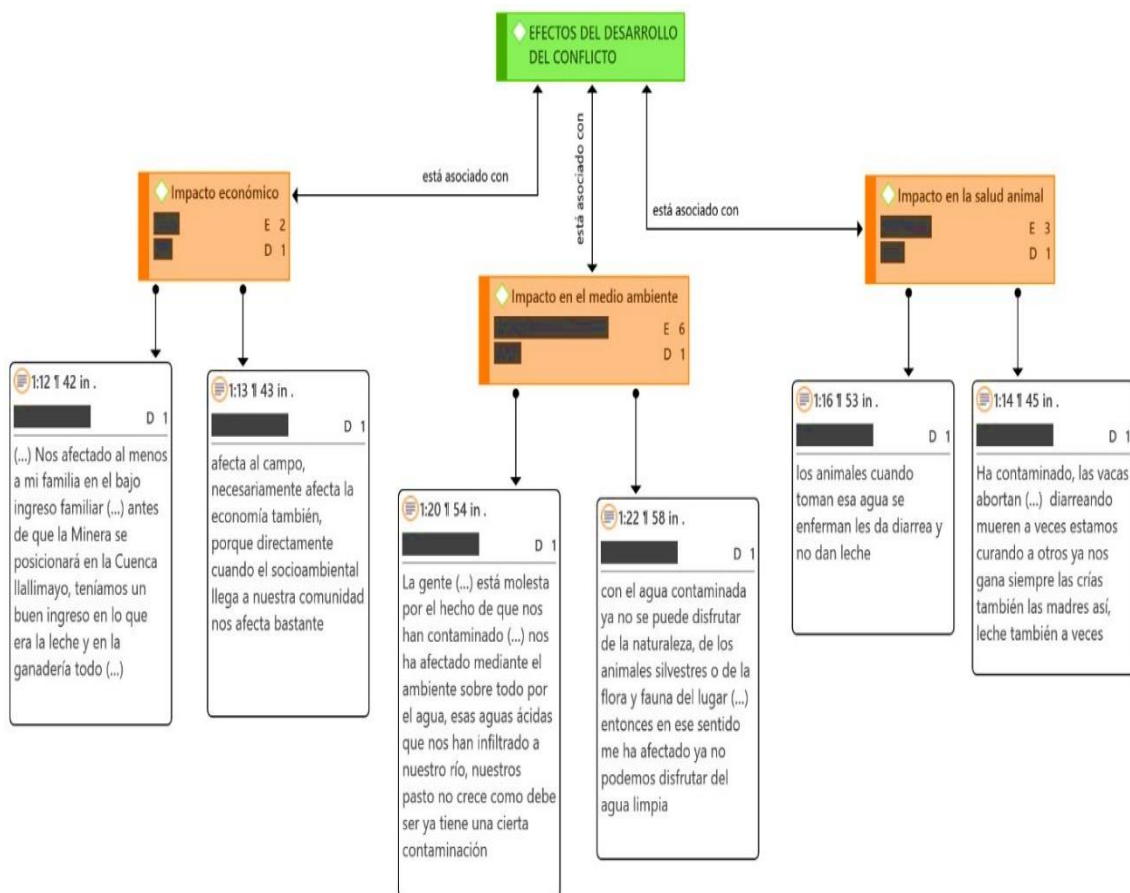 EFECTOS DEL DESARROLLO
DEL CONFLICTO
está asociado con
está asociado con
está asociado con
Impacto económico
E 2
D 1
Impacto en el medio ambiente
E 6
D 1
Impacto en la salud animal
E 3
D 1
1:12 ¶ 42 in .
D 1
(...) Nos afectado al menos
a mi familia en el bajo
ingreso familiar (...) antes
de que la Minera se
posicionará en la Cuenca
llallimayo, teníamos un
buen ingreso en lo que
era la leche y en la
ganadería todo (...)
1:13 ¶ 43 in .
D 1
afecta al campo,
necesariamente afecta la
economía también,
porque directamente
cuando el socioambiental
llega a nuestra comunidad
nos afecta bastante
1:20 ¶ 54 in .
D 1
La gente (...) está molesta
por el hecho de que nos
han contaminado (...) nos
ha afectado mediante el
ambiente sobre todo por
el agua, esas aguas ácidas
que nos han infiltrado a
nuestro río, nuestros
pasto no crece como debe
ser ya tiene una cierta
contaminación
1:22 ¶ 58 in .
D 1
con el agua contaminada
ya no se puede disfrutar
de la naturaleza, de los
animales silvestres o de la
flora y fauna del lugar (...)
entonces en ese sentido
me ha afectado ya no
podemos disfrutar del
agua limpia
1:16 ¶ 53 in .
D 1
los animales cuando
toman esa agua se
enferman les da diarrea y
no dan leche
1:14 ¶ 45 in .
D 1
Ha contaminado, las vacas
abortan (...) diarreando
mueren a veces estamos
curando a otros ya nos
gana siempre las crías
también las madres así,
leche también a veces